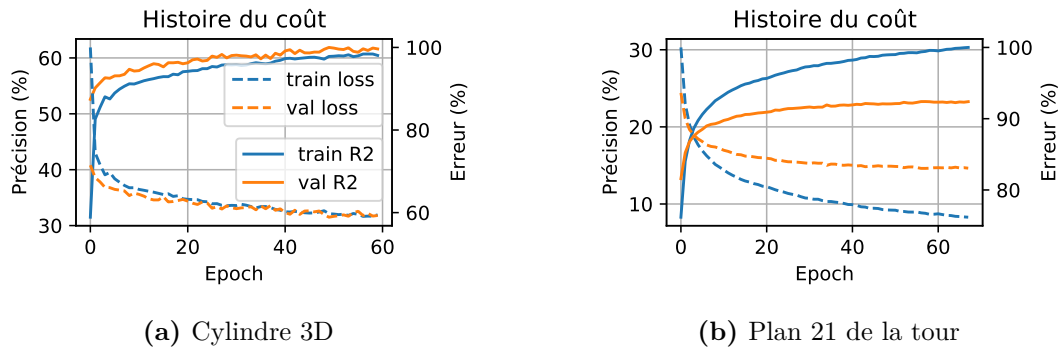 Histoire du coût
Précision (%)
60
50
40
30
100
80
60
Erreur (%)
train loss
val loss
train R2
val R2
0
20
40
60
Epoch
(a) Cylindre 3D
Histoire du coût
Précision (%)
30
20
10
100
90
80
Erreur (%)
0
20
40
60
Epoch
(b) Plan 21 de la tour